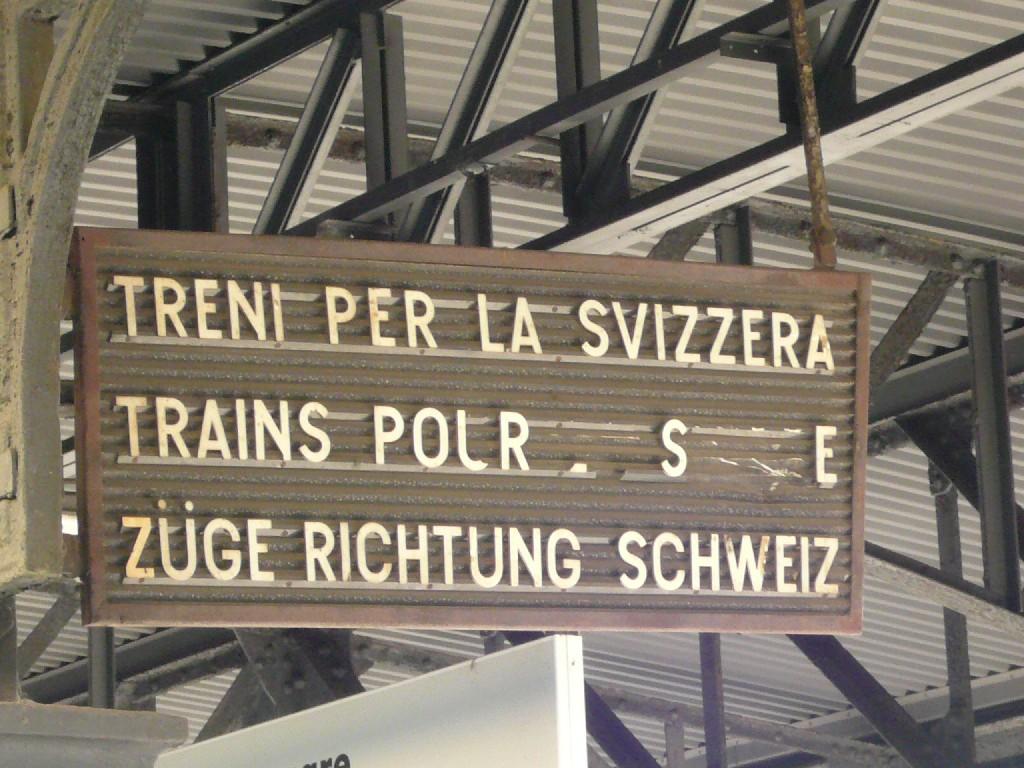 TRENI PER LA SVIZZERA
TRAINS POUR S E
ZÜGE RICHTUNG SCHWEIZ